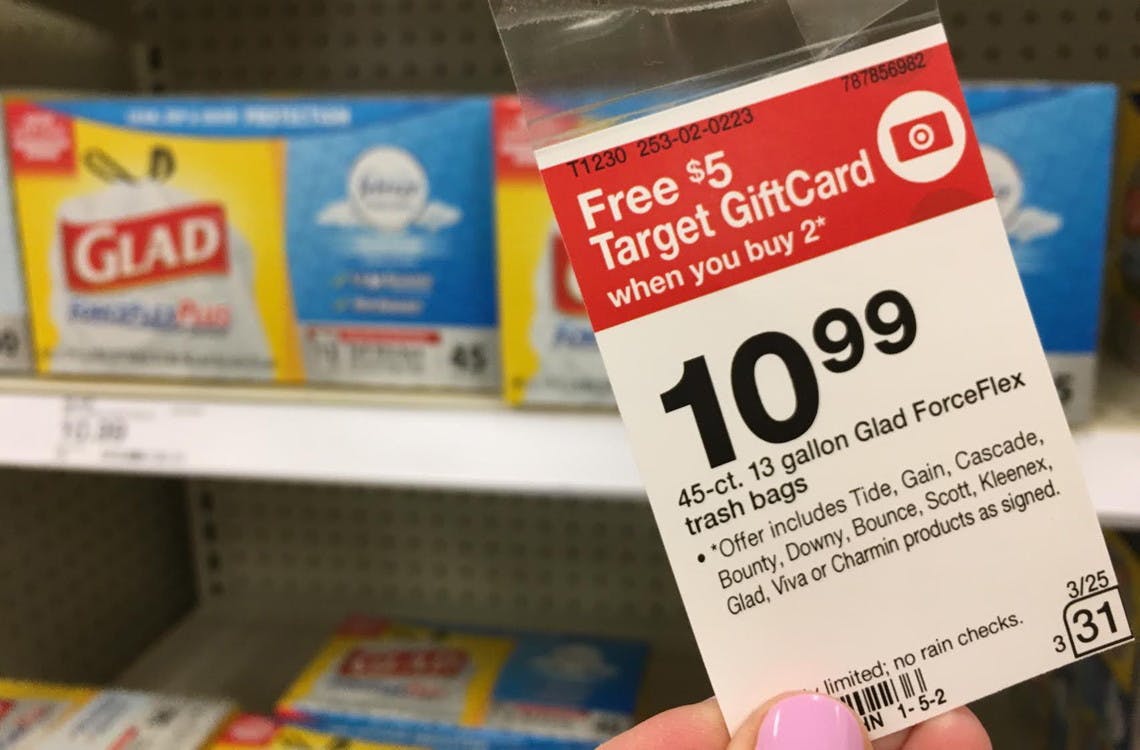 GLAD
FORCEFLEXPLUS
45
T1230 253-02-0223
787856982
Free $5
Target GiftCard
when you buy 2*
10 99
45-ct. 13 gallon Glad ForceFlex
trash bags
• *Offer includes Tide, Gain, Cascade,
Bounty, Downy, Bounce, Scott, Kleenex,
Glad, Viva or Charmin products as signed.
limited; no rain checks.
3/25
3 31
1-5-2